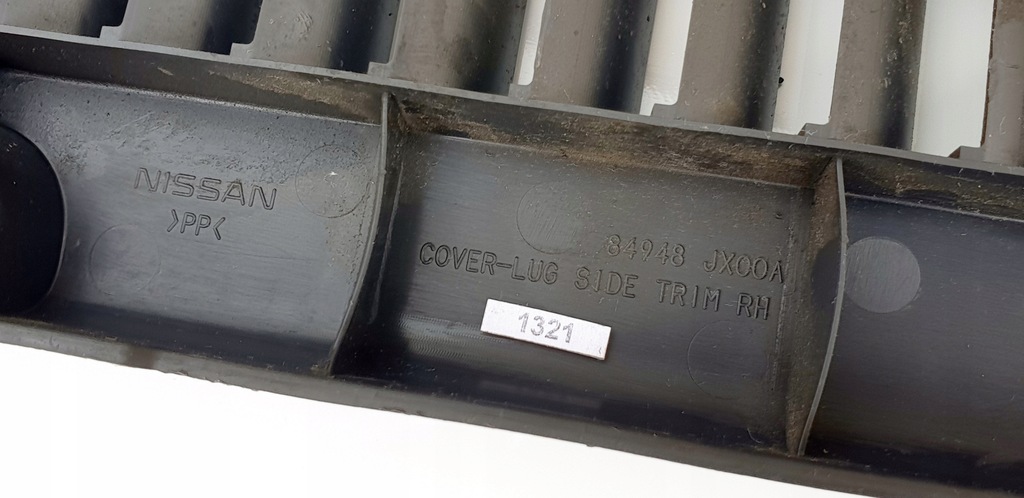 NISSAN
>PP<
84948 JX00A
COVER-LUG SIDE TRIM RH
1321